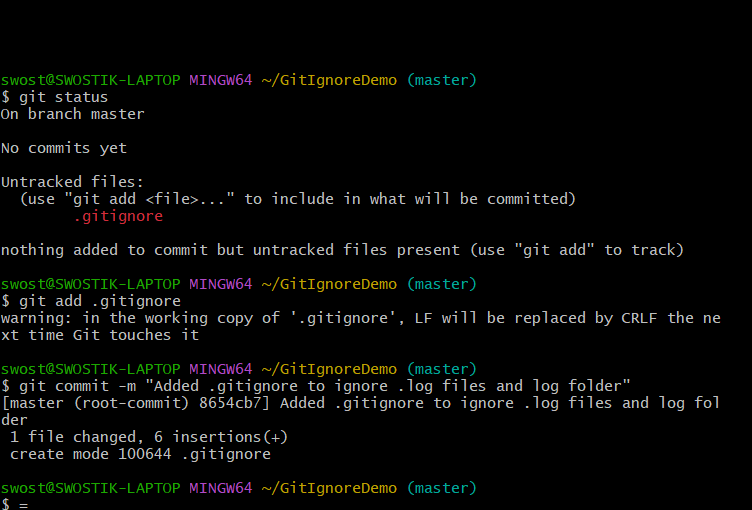 swost@SWOSTIK-LAPTOP MINGW64 ~/GitIgnoreDemo (master)
$ git status
On branch master
No commits yet
Untracked files:
  (use "git add <file>..." to include in what will be committed)
        .gitignore
nothing added to commit but untracked files present (use "git add" to track)
swost@SWOSTIK-LAPTOP MINGW64 ~/GitIgnoreDemo (master)
$ git add .gitignore
warning: in the working copy of '.gitignore', LF will be replaced by CRLF the ne
xt time Git touches it
swost@SWOSTIK-LAPTOP MINGW64 ~/GitIgnoreDemo (master)
$ git commit -m "Added .gitignore to ignore .log files and log folder"
[master (root-commit) 8654cb7] Added .gitignore to ignore .log files and log fol
der
 1 file changed, 6 insertions(+)
 create mode 100644 .gitignore
swost@SWOSTIK-LAPTOP MINGW64 ~/GitIgnoreDemo (master)
$ =